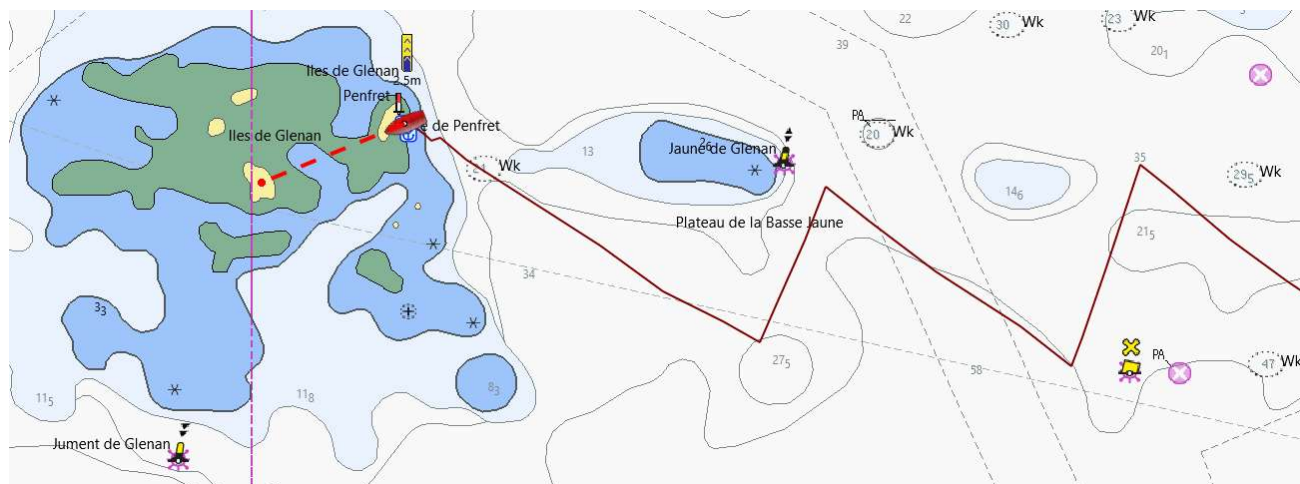 22
30 Wk
23 Wk
39
20₁
Iles de Glenan
2.5m
Penfret
PA
20 Wk
Iles de Glenan
e de Penfret
13
26
Jaune de Glenan
35
Wk
29₅ Wk
14₆
Plateau de la Basse Jaune
21₅
34
3₃
27₅
58
PA
47 Wk
8₃
11₅
11₈
Jument de Glenan